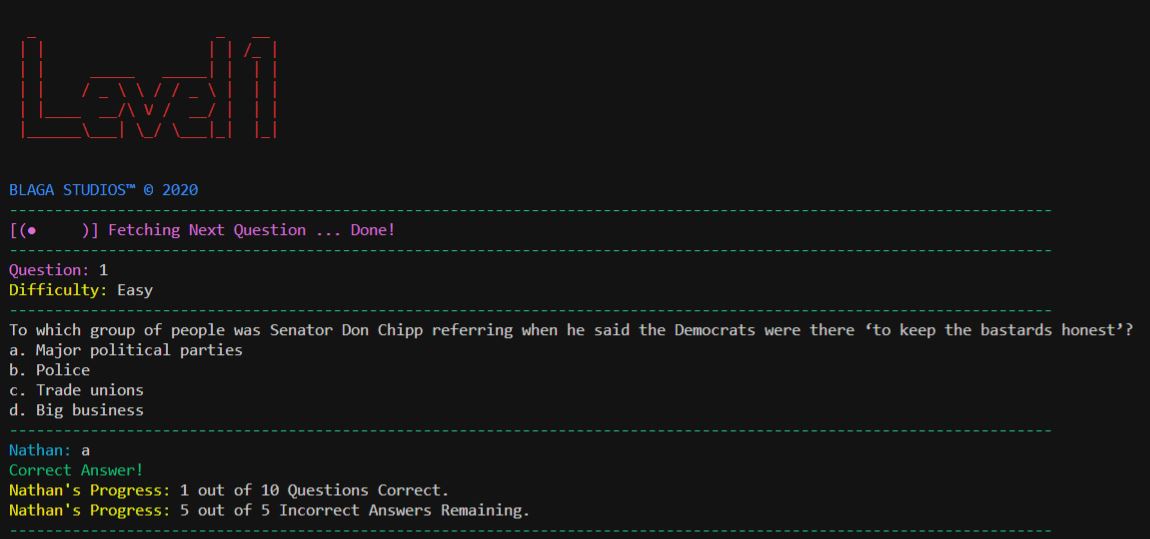 Level 1
BLAGA STUDIOS™ © 2020
[(●     )] Fetching Next Question ... Done!
Question: 1
Difficulty: Easy
To which group of people was Senator Don Chipp referring when he said the Democrats were there ‘to keep the bastards honest’?
a. Major political parties
b. Police
c. Trade unions
d. Big business
Nathan: a
Correct Answer!
Nathan's Progress: 1 out of 10 Questions Correct.
Nathan's Progress: 5 out of 5 Incorrect Answers Remaining.